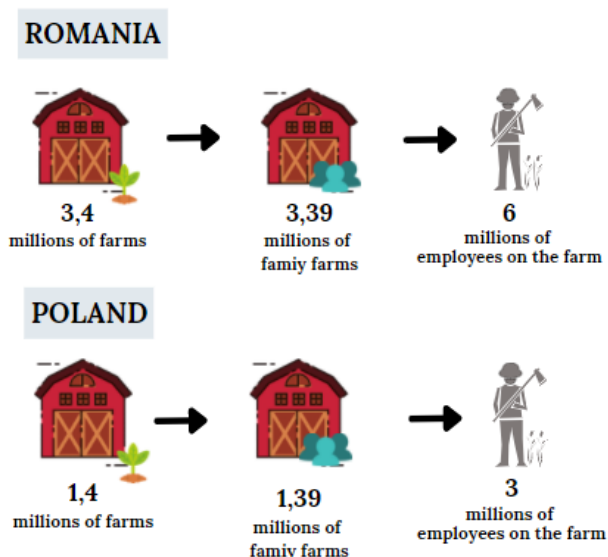 ROMANIA
3,4
millions of farms
3,39
millions of
famiy farms
6
millions of
employees on the farm
POLAND
1,4
millions of farms
1,39
millions of
famiy farms
3
millions of
employees on the farm